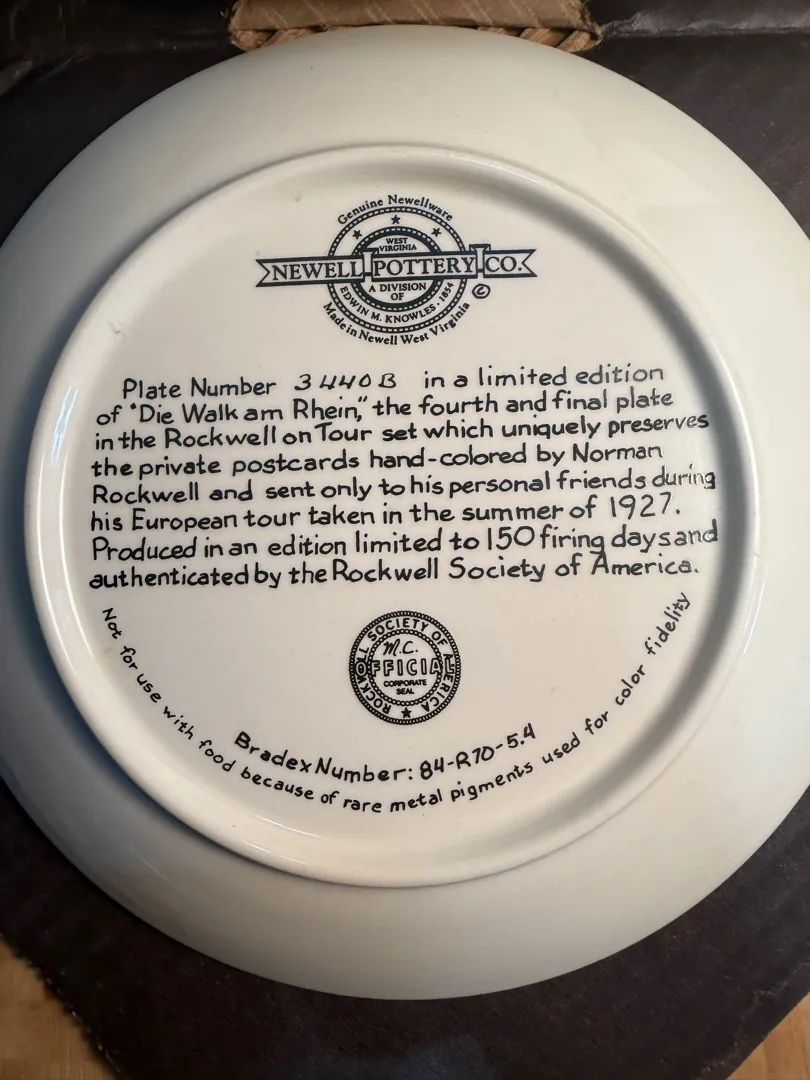 Genuine Newellware
WEST
VIRGINIA
NEWELL POTTERY CO.
A DIVISION
OF
EDWIN M. KNOWLES · 1854
©
Made in Newell West Virginia
Plate Number 3440B in a limited edition
of "Die Walk am Rhein," the fourth and final plate
in the Rockwell on Tour set which uniquely preserves
the private postcards hand-colored by Norman
Rockwell and sent only to his personal friends during
his European tour taken in the summer of 1927.
Produced in an edition limited to 150 firing days and
authenticated by the Rockwell Society of America.
ROCKWELL SOCIETY OF AMERICA
M.C.
OFFICIAL
CORPORATE
SEAL
Bradex Number: 84-R70-5.4
Not for use with food because of rare metal pigments used for color fidelity